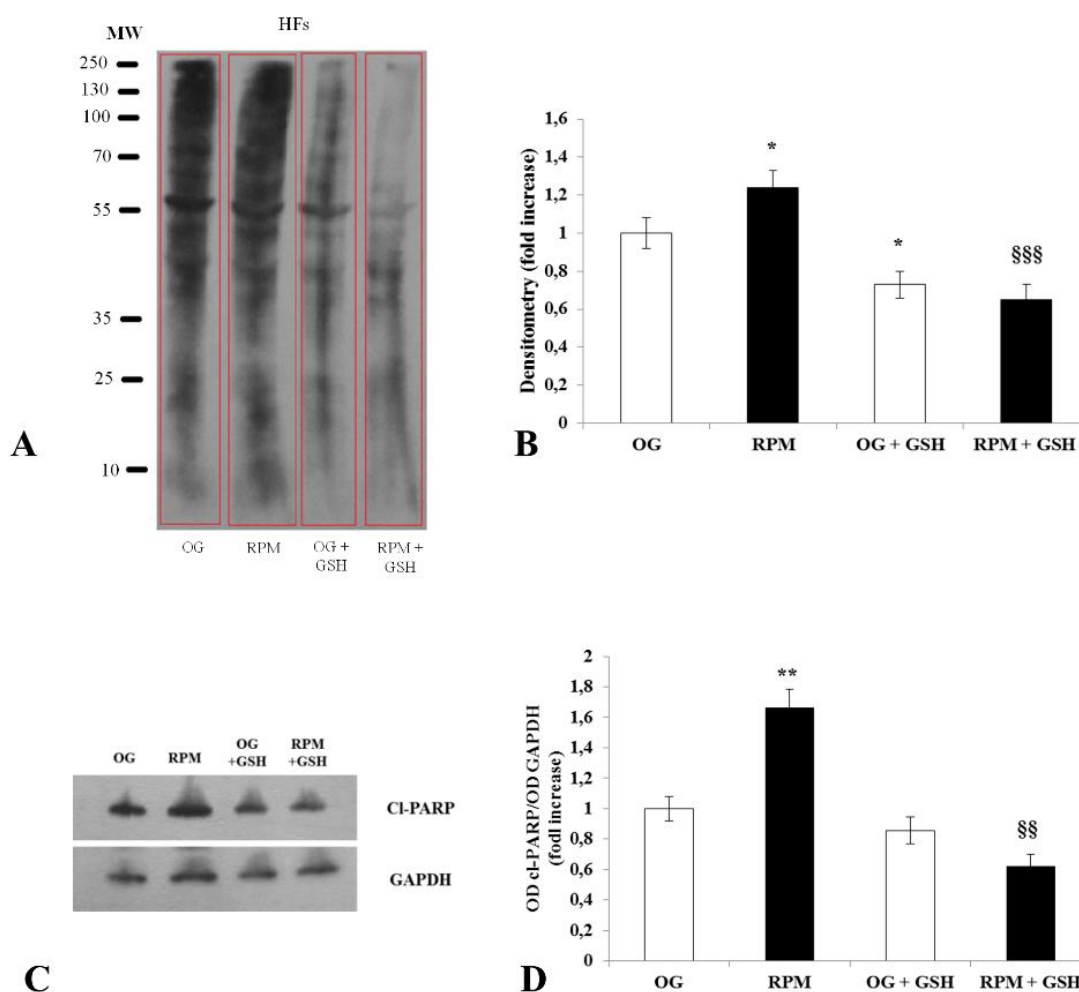 HFs
MW
250
130
100
70
55
35
25
10
OG
RPM
OG +
GSH
RPM +
GSH
A
Densitometry (fold increase)
1,6
1,4
1,2
1
0,8
0,6
0,4
0,2
0
*
*
§§§
OG
RPM
OG + GSH
RPM + GSH
B
OG
RPM
OG
+GSH
RPM
+GSH
Cl-PARP
GAPDH
C
OD cl-PARP/OD GAPDH
(fodl increase)
2
1,8
1,6
1,4
1,2
1
0,8
0,6
0,4
0,2
0
**
§§
OG
RPM
OG + GSH
RPM + GSH
D